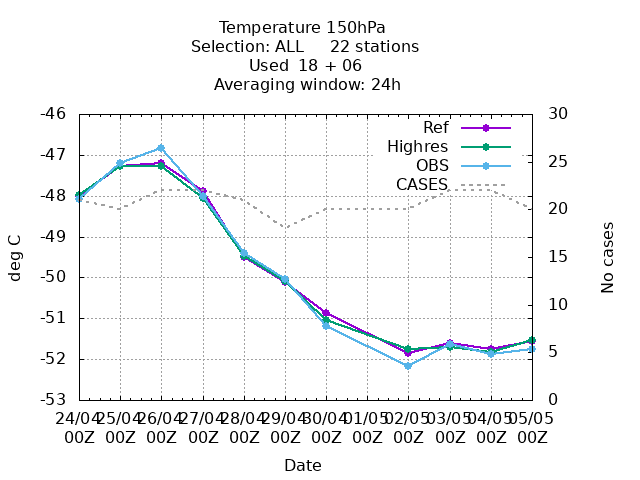 Temperature 150hPa
Selection: ALL     22 stations
Used  18 + 06
Averaging window: 24h
-46
-47
-48
-49
-50
-51
-52
-53
deg C
30
25
20
15
10
5
0
No cases
Ref
Highres
OBS
CASES
24/04 25/04 26/04 27/04 28/04 29/04 30/04 01/05 02/05 03/05 04/05 05/05
00Z 00Z 00Z 00Z 00Z 00Z 00Z 00Z 00Z 00Z 00Z 00Z
Date